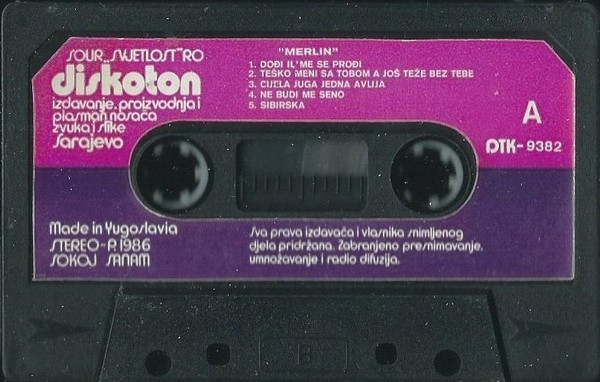 SOUR „SVJETLOST“ RO
diskoton
izdavanje, proizvodnja i
plasman nosača
zvuka i slike
Sarajevo
"MERLIN"
1. DOĐI IL' ME SE PROĐI
2. TEŠKO MENI SA TOBOM A JOŠ TEŽE BEZ TEBE
3. CIJELA JUGA JEDNA AVLIJA
4. NE BUDI ME SENO
5. SIBIRSKA
A
DTK-9382
Made in Yugoslavia
STEREO-P. 1986
SOKOJ SANAM
Sva prava izdavača i vlasnika snimljenog
djela pridržana. Zabranjeno presnimavanje,
umnožavanje i radio difuzija.
B